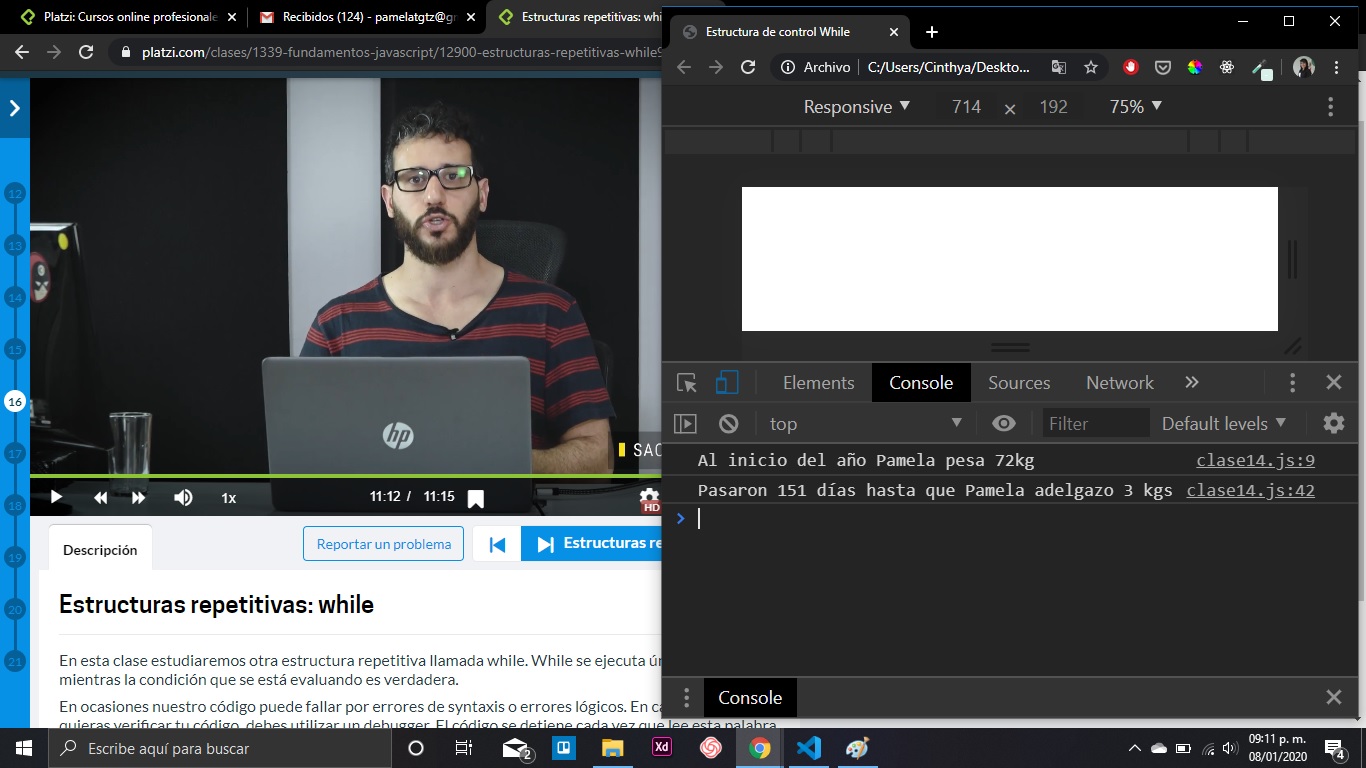 Platzi: Cursos online profesionale
Recibidos (124) - pamelatgtz@gm
Estructuras repetitivas: whi
platzi.com/clases/1339-fundamentos-javascript/12900-estructuras-repetitivas-while
12
13
14
15
16
17
18
19
20
21
hp
SAC
1x
11:12 / 11:15
HD
Descripción
Reportar un problema
Estructuras re
Estructuras repetitivas: while
En esta clase estudiaremos otra estructura repetitiva llamada while. While se ejecuta ún
mientras la condición que se está evaluando es verdadera.
En ocasiones nuestro código puede fallar por errores de syntaxis o errores lógicos. En ca
quieras verificar tu código, debes utilizar un debugger. El código se detiene cada vez que lee esta palabra
Estructura de control While
Archivo
C:/Users/Cinthya/Deskto...
Responsive
714 × 192
75%
Elements
Console
Sources
Network
top
Filter
Default levels
Al inicio del año Pamela pesa 72kg
clase14.js:9
Pasaron 151 días hasta que Pamela adelgazo 3 kgs
clase14.js:42
Console
Escribe aquí para buscar
2
Xd
09:11 p. m.
08/01/2020
4